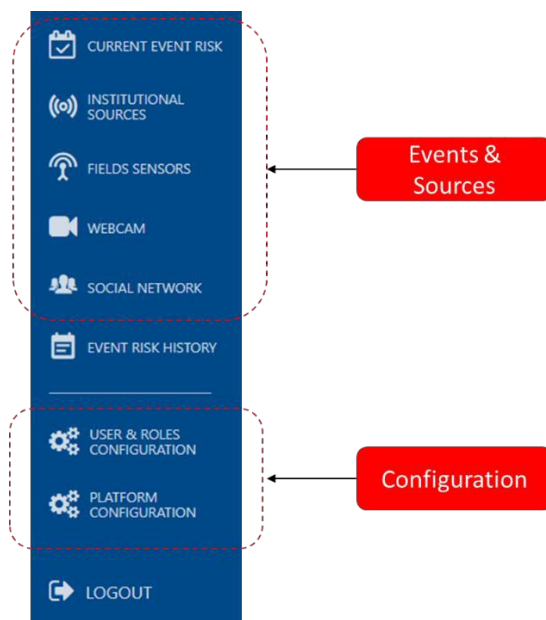 CURRENT EVENT RISK
INSTITUTIONAL
SOURCES
FIELDS SENSORS
WEBCAM
SOCIAL NETWORK
EVENT RISK HISTORY
USER & ROLES
CONFIGURATION
PLATFORM
CONFIGURATION
LOGOUT
Events &
Sources
Configuration